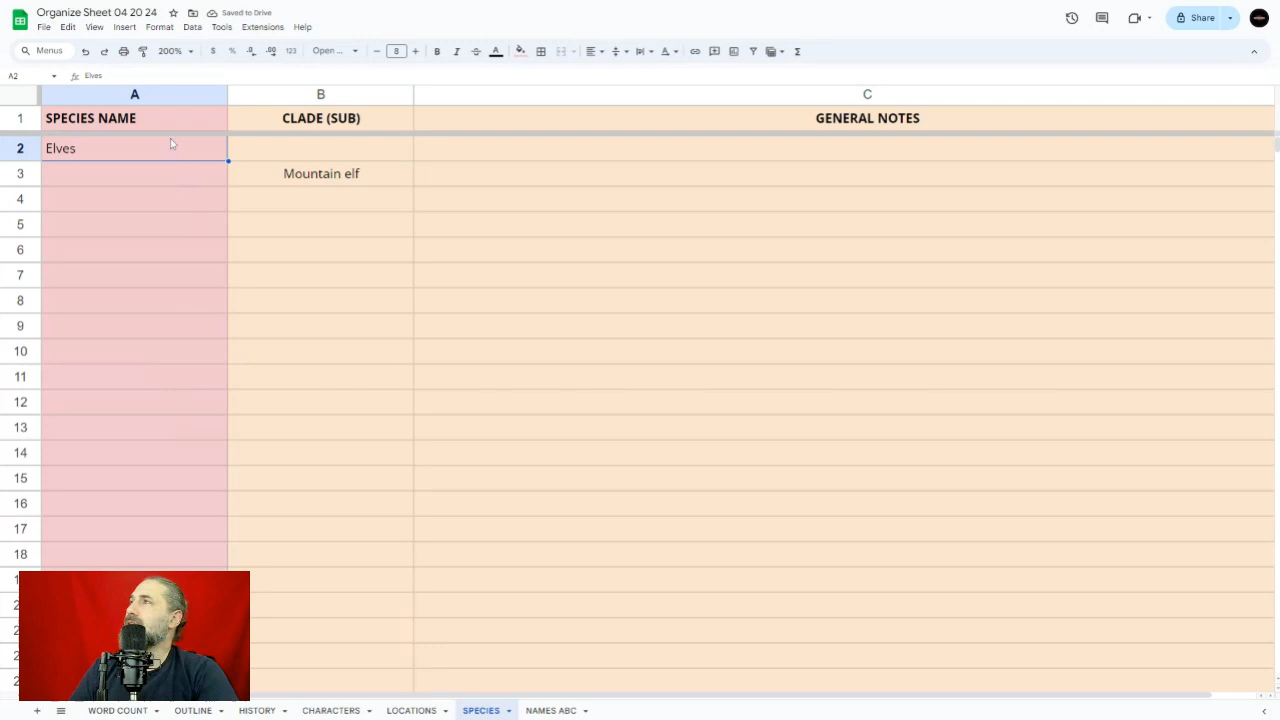 Organize Sheet 04 20 24
Saved to Drive
File Edit View Insert Format Data Tools Extensions Help
Share
Menus
200%
$ % .0 .00 123
Open ...
8
B I
A
A2
fx Elves
A B C
1 SPECIES NAME CLADE (SUB) GENERAL NOTES
2 Elves
3 Mountain elf
4
5
6
7
8
9
10
11
12
13
14
15
16
17
18
WORD COUNT OUTLINE HISTORY CHARACTERS LOCATIONS SPECIES NAMES ABC